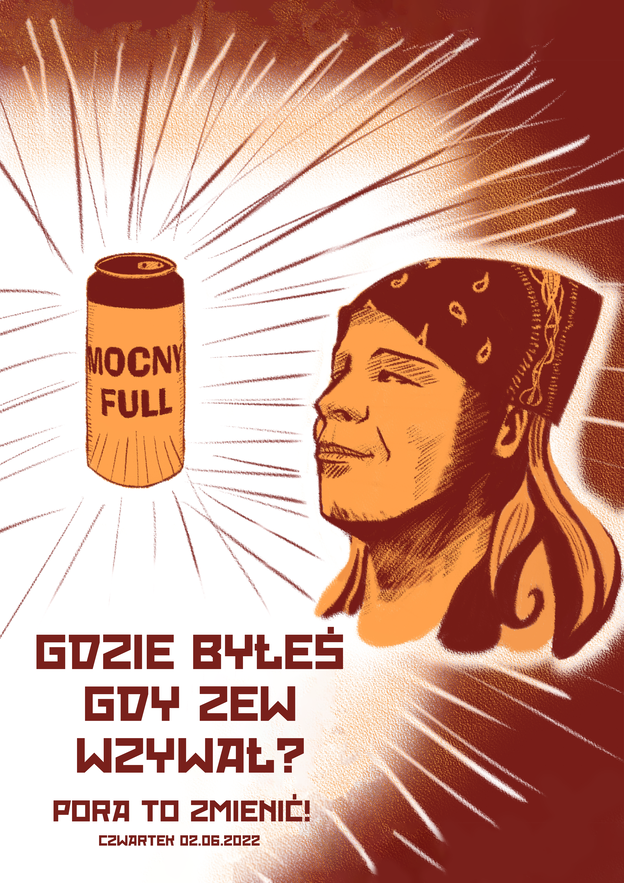 MOCNY
FULL
GDZIE BYŁEŚ
GDY ZEW
WZYWAŁ?
PORA TO ZMIENIĆ!
CZWARTEK 02.06.2022